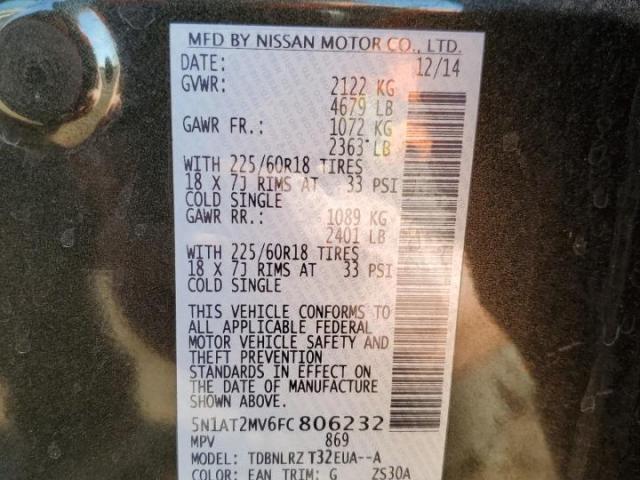 MFD BY NISSAN MOTOR CO., LTD.
DATE: 12/14
GVWR: 2122 KG
4679 LB
GAWR FR.: 1072 KG
2363 LB
WITH 225/60R18 TIRES
18 X 7J RIMS AT 33 PSI
COLD SINGLE
GAWR RR.: 1089 KG
2401 LB
WITH 225/60R18 TIRES
18 X 7J RIMS AT 33 PSI
COLD SINGLE
THIS VEHICLE CONFORMS TO
ALL APPLICABLE FEDERAL
MOTOR VEHICLE SAFETY AND
THEFT PREVENTION
STANDARDS IN EFFECT ON
THE DATE OF MANUFACTURE
SHOWN ABOVE.
5N1AT2MV6FC806232
MPV 869
MODEL: TDBNLRZ T32EUA--A
COLOR: EAN TRIM: G ZS30A